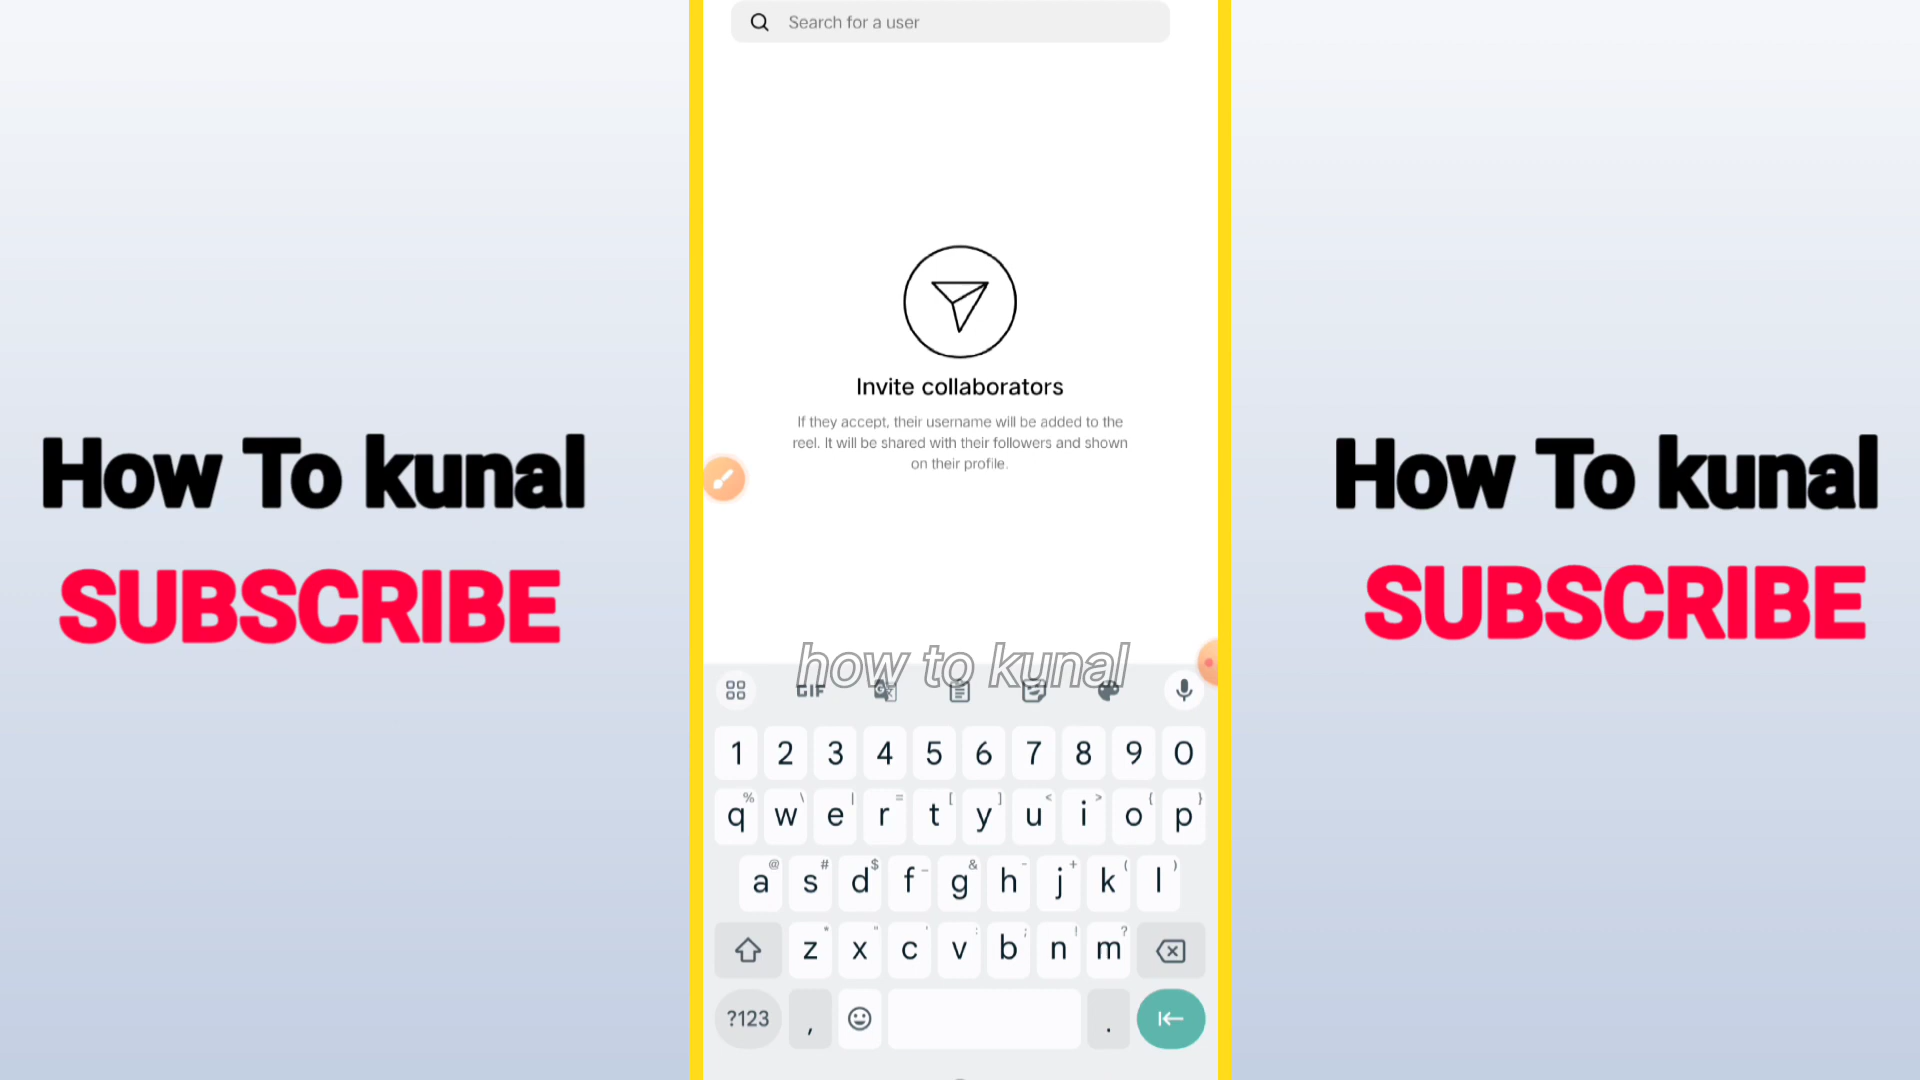 Search for a user
Invite collaborators
If they accept, their username will be added to the
reel. It will be shared with their followers and shown
on their profile.
How To kunal
SUBSCRIBE
How To kunal
SUBSCRIBE
how to kunal
GIF
1 2 3 4 5 6 7 8 9 0
% \ | = [ ] < > { }
q w e r t y u i o p
@ # $ _ & - + ( )
a s d f g h j k l
* " ' : ; ! ?
z x c v b n m
?123 , .